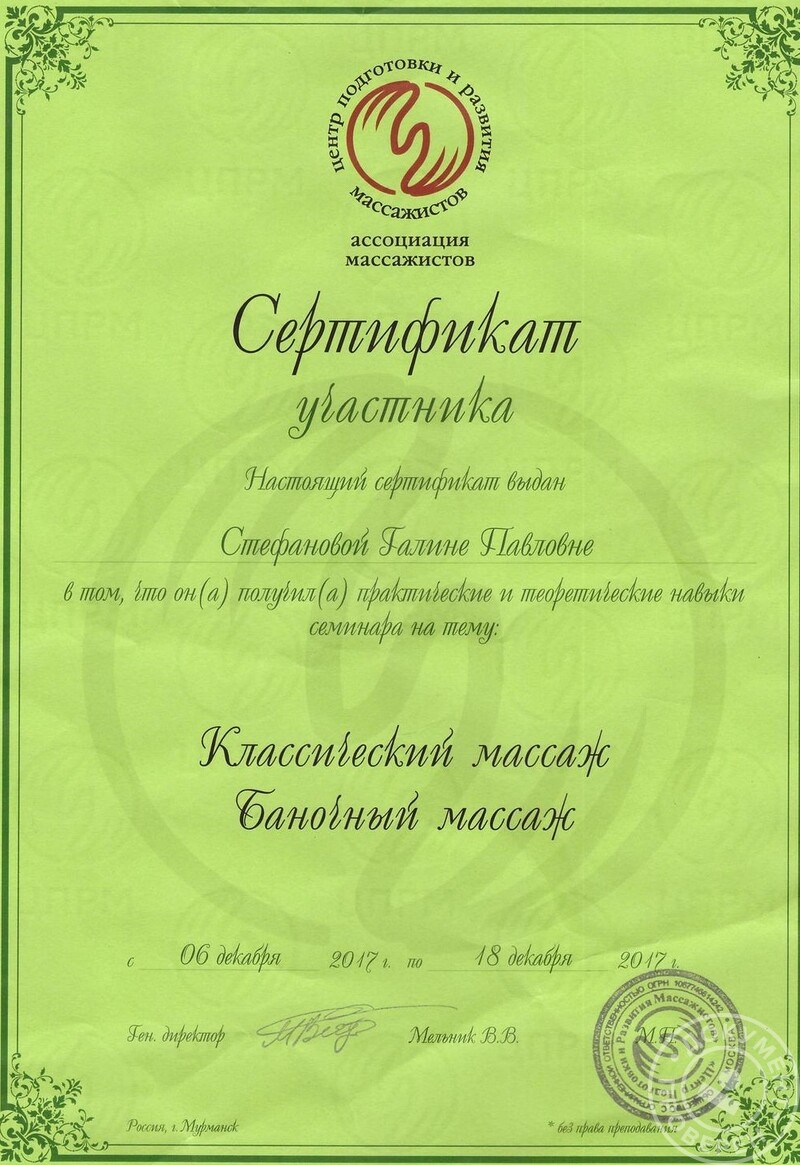 центр подготовки и развития
массажистов
ассоциация
массажистов
Сертификат
участника
Настоящий сертификат выдан
Стефановой Галине Павловне
в том, что он(а) получил(а) практические и теоретические навыки
семинара на тему:
Классический массаж
Баночный массаж
с 06 декабря 2017 г. по 18 декабря 2017 г.
Ген. директор Мельник В.В. М.П.
Россия, г. Мурманск * без права преподавания